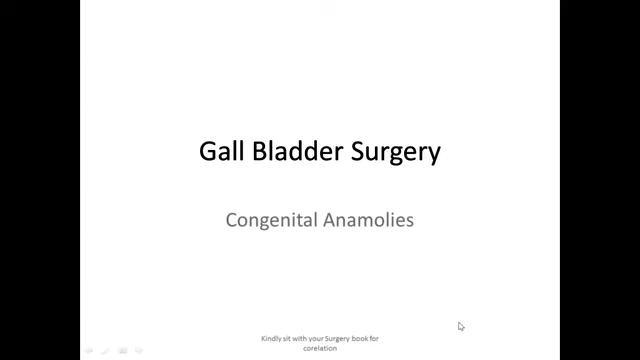 Gall Bladder Surgery
Congenital Anamolies
Kindly sit with your Surgery book for
corelation